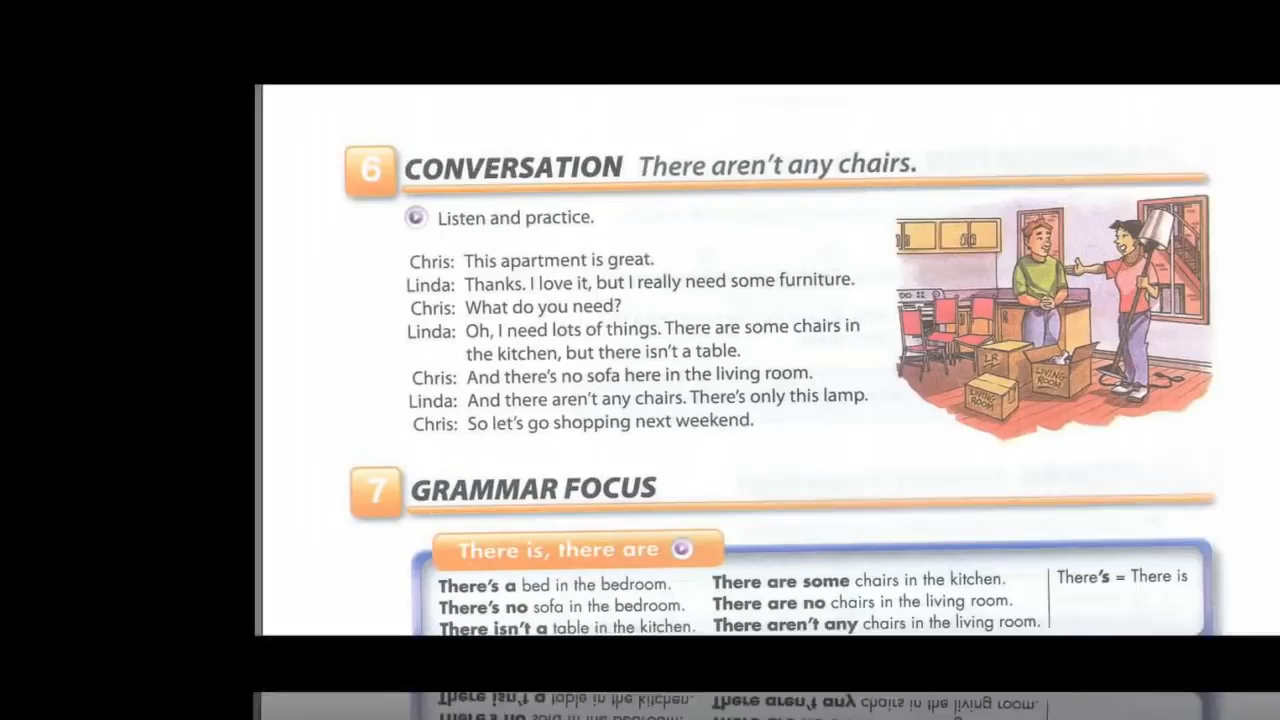 6 CONVERSATION There aren't any chairs.
Listen and practice.
Chris: This apartment is great.
Linda: Thanks. I love it, but I really need some furniture.
Chris: What do you need?
Linda: Oh, I need lots of things. There are some chairs in
the kitchen, but there isn't a table.
Chris: And there's no sofa here in the living room.
Linda: And there aren't any chairs. There's only this lamp.
Chris: So let's go shopping next weekend.
LR
LIVING ROOM
LIVING ROOM
7 GRAMMAR FOCUS
There is, there are
There's a bed in the bedroom. There are some chairs in the kitchen. There's = There is
There's no sofa in the bedroom. There are no chairs in the living room.
There isn't a table in the kitchen. There aren't any chairs in the living room.